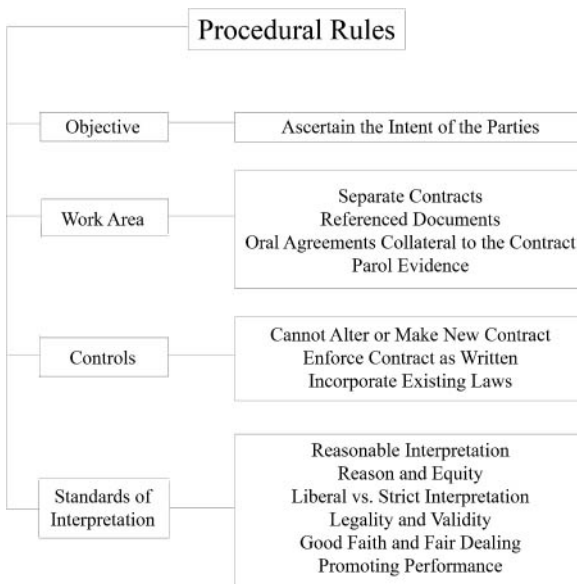 Procedural Rules
Objective
Ascertain the Intent of the Parties
Work Area
Separate Contracts
Referenced Documents
Oral Agreements Collateral to the Contract
Parol Evidence
Controls
Cannot Alter or Make New Contract
Enforce Contract as Written
Incorporate Existing Laws
Standards of
Interpretation
Reasonable Interpretation
Reason and Equity
Liberal vs. Strict Interpretation
Legality and Validity
Good Faith and Fair Dealing
Promoting Performance